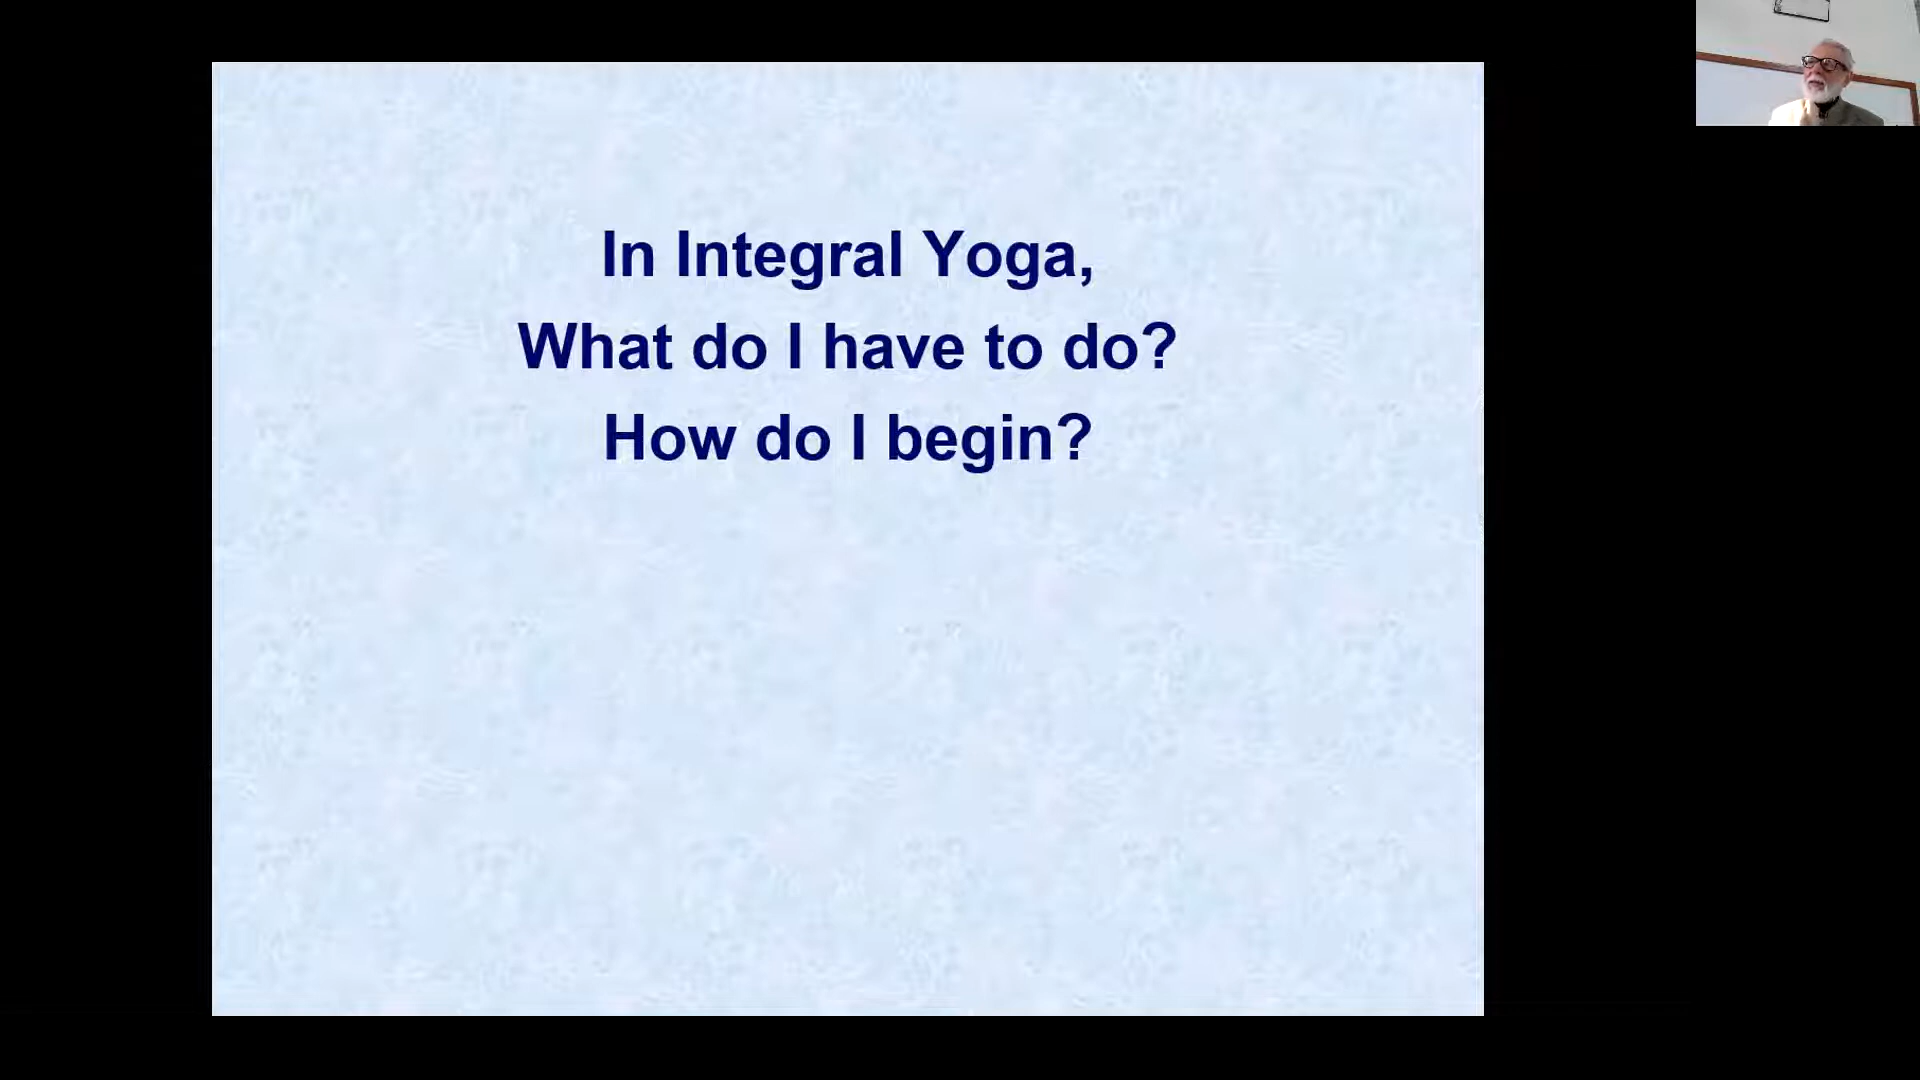 In Integral Yoga,
What do I have to do?
How do I begin?